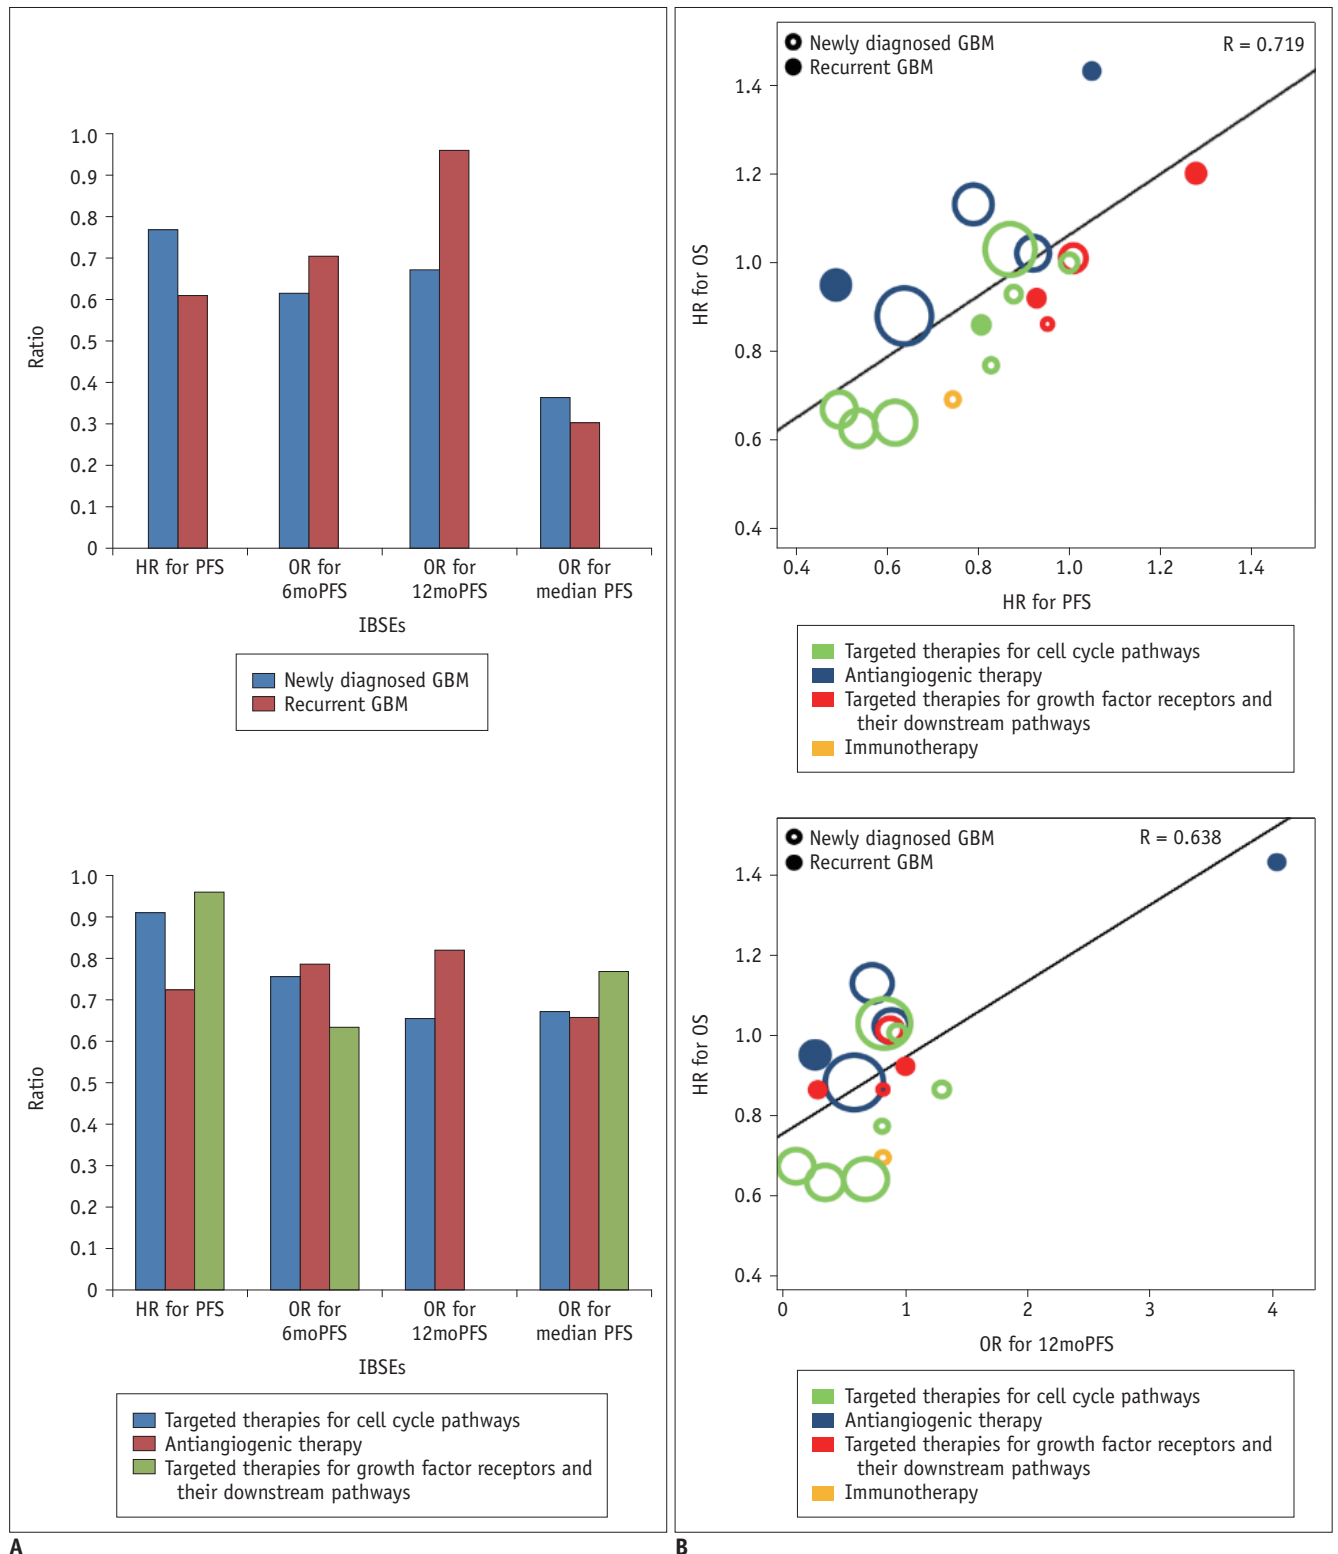 1.0
0.9
0.8
0.7
0.6
0.5
0.4
0.3
0.2
0.1
0
Ratio
HR for PFS
OR for
6moPFS
OR for
12moPFS
OR for
median PFS
IBSEs
Newly diagnosed GBM
Recurrent GBM
1.0
0.9
0.8
0.7
0.6
0.5
0.4
0.3
0.2
0.1
0
Ratio
HR for PFS
OR for
6moPFS
OR for
12moPFS
OR for
median PFS
IBSEs
Targeted therapies for cell cycle pathways
Antiangiogenic therapy
Targeted therapies for growth factor receptors and
their downstream pathways
A
Newly diagnosed GBM
Recurrent GBM
R = 0.719
1.4
1.2
1.0
0.8
0.6
0.4
HR for OS
0.4 0.6 0.8 1.0 1.2 1.4
HR for PFS
Targeted therapies for cell cycle pathways
Antiangiogenic therapy
Targeted therapies for growth factor receptors and
their downstream pathways
Immunotherapy
Newly diagnosed GBM
Recurrent GBM
R = 0.638
1.4
1.2
1.0
0.8
0.6
0.4
HR for OS
0 1 2 3 4
OR for 12moPFS
Targeted therapies for cell cycle pathways
Antiangiogenic therapy
Targeted therapies for growth factor receptors and
their downstream pathways
Immunotherapy
B